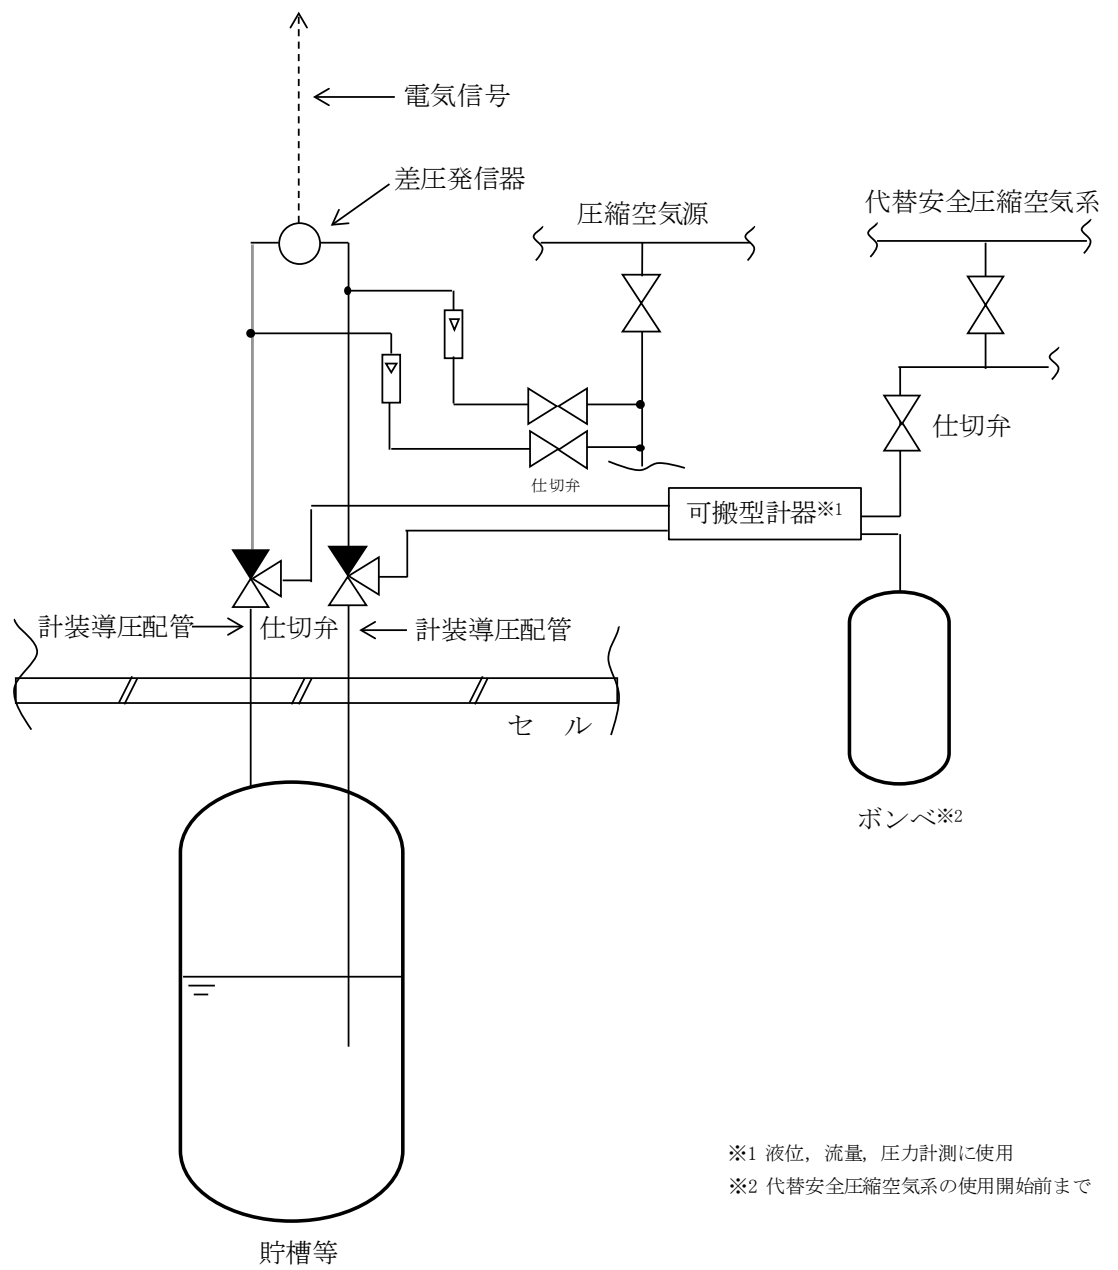 電気信号
差圧発信器
圧縮空気源
代替安全圧縮空気系
仕切弁
仕切弁
可搬型計器※1
計装導圧配管
仕切弁
計装導圧配管
セル
ボンベ※2
※1 液位，流量，圧力計測に使用
※2 代替安全圧縮空気系の使用開始前まで
貯槽等